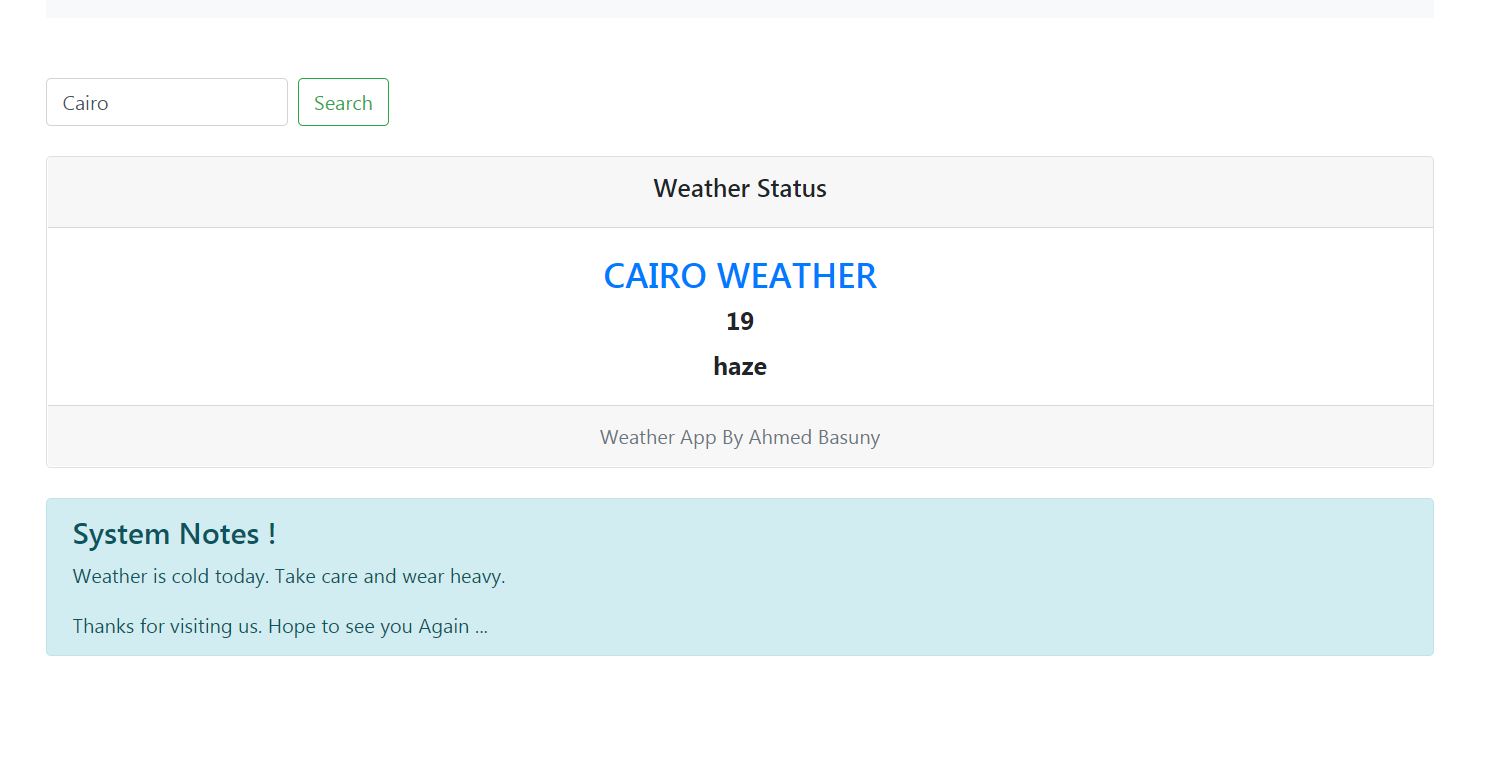 Cairo
Search
Weather Status
CAIRO WEATHER
19
haze
Weather App By Ahmed Basuny
System Notes !
Weather is cold today. Take care and wear heavy.
Thanks for visiting us. Hope to see you Again ...